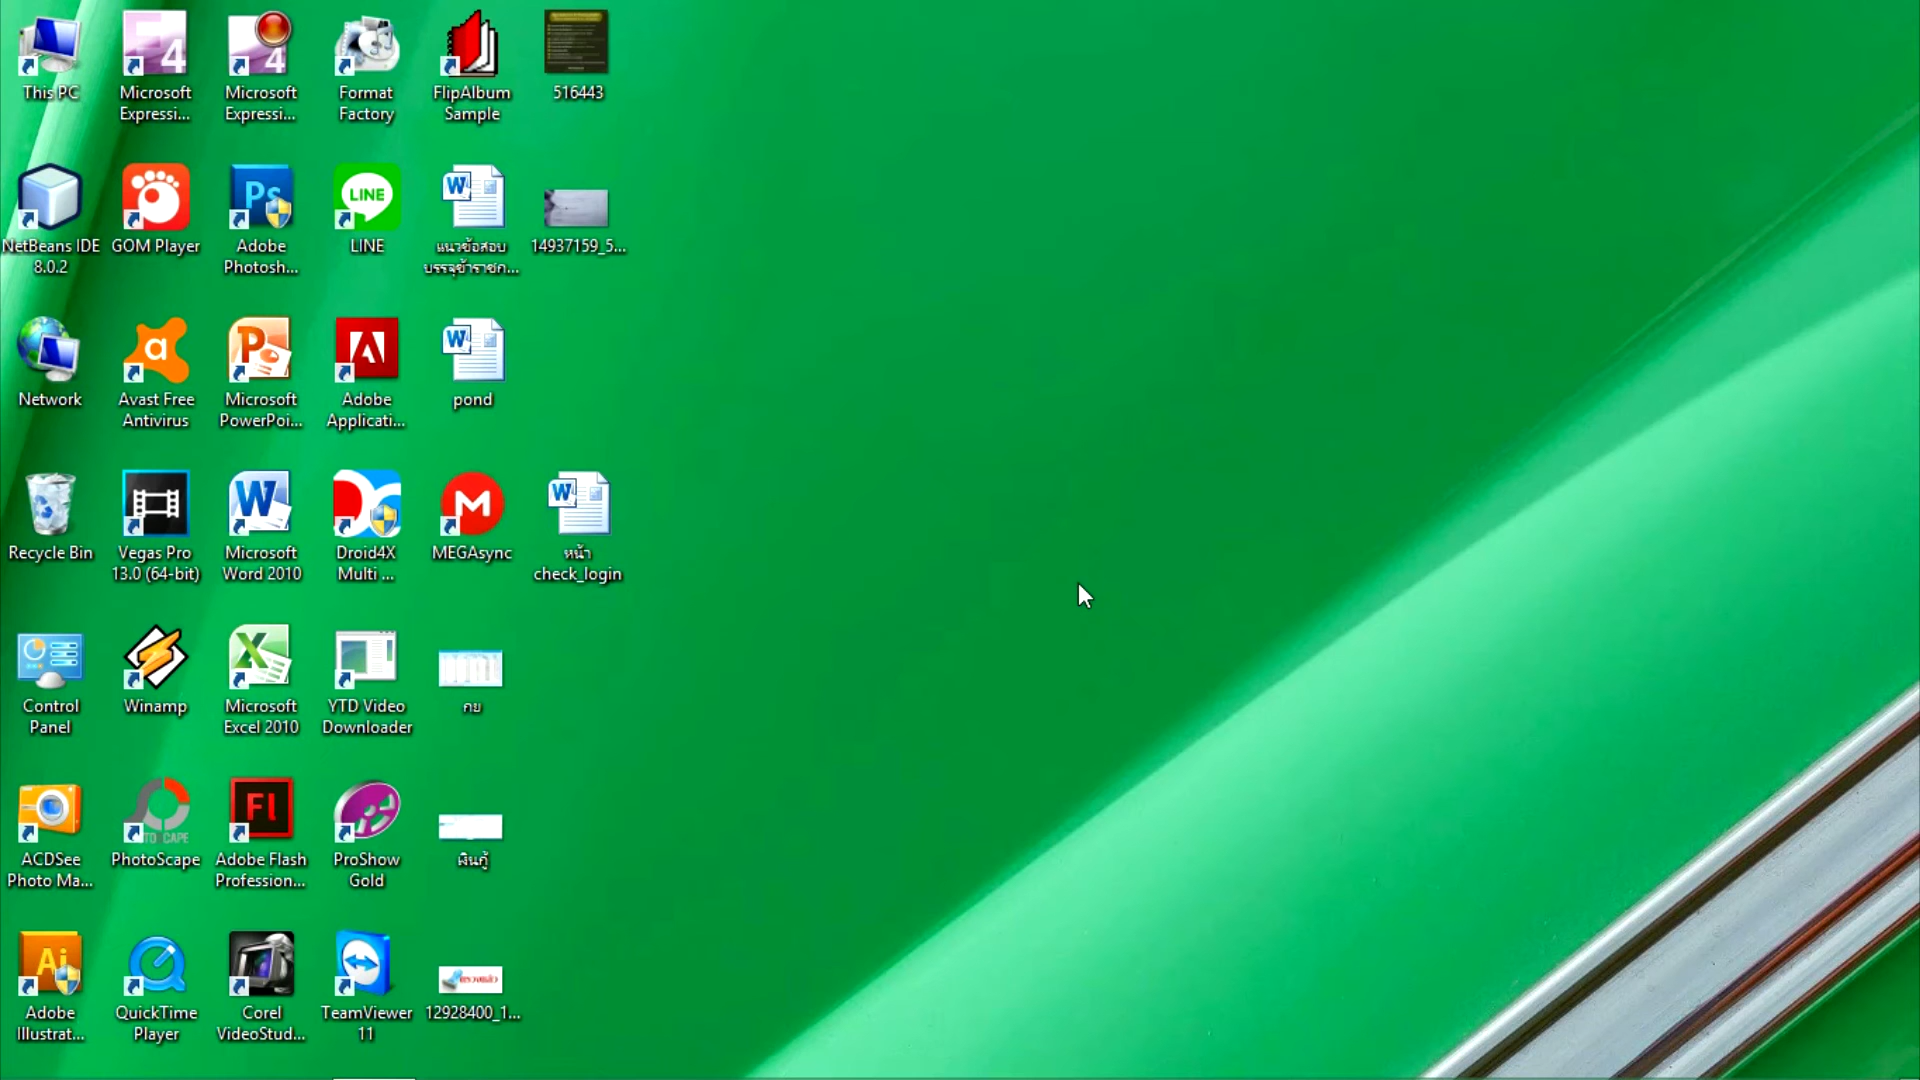 This PC
Microsoft
Expressi...
Microsoft
Expressi...
Format
Factory
FlipAlbum
Sample
516443
NetBeans IDE
8.0.2
GOM Player
Adobe
Photosh...
LINE
แนวข้อสอบ
บรรจุข้าราชก...
14937159_5...
Network
Avast Free
Antivirus
Microsoft
PowerPoi...
Adobe
Applicati...
pond
Recycle Bin
Vegas Pro
13.0 (64-bit)
Microsoft
Word 2010
Droid4X
Multi ...
MEGAsync
หน้า
check_login
Control
Panel
Winamp
Microsoft
Excel 2010
YTD Video
Downloader
กย
ACDSee
Photo Ma...
PhotoScape
Adobe Flash
Profession...
ProShow
Gold
เงินกู้
Adobe
Illustrat...
QuickTime
Player
Corel
VideoStud...
TeamViewer
11
12928400_1...